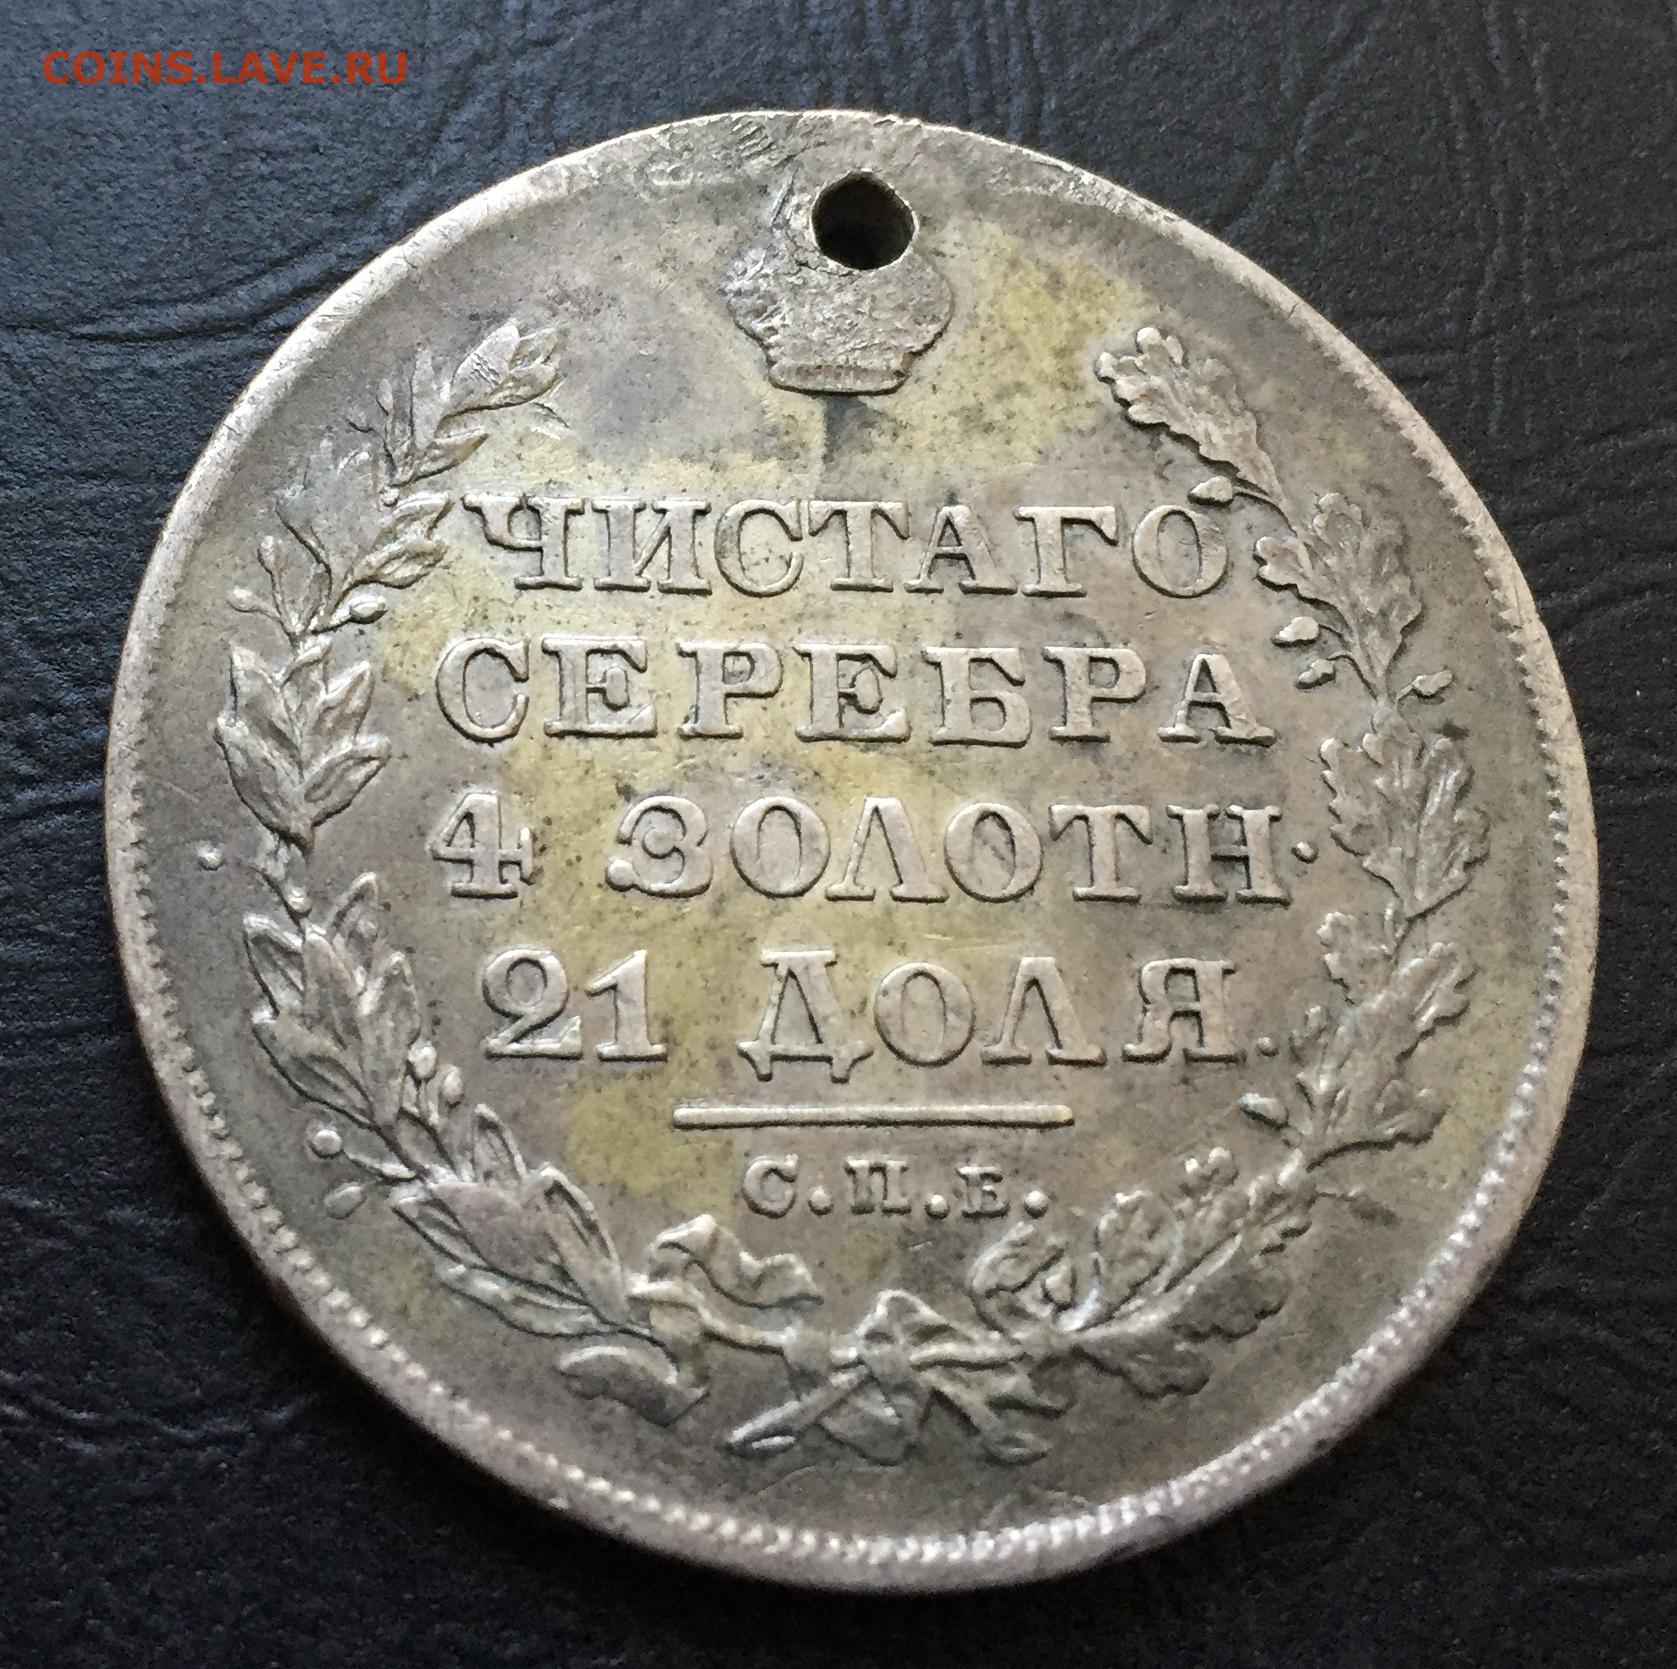 COINS.LAVE.RU
ЧИСТАГО
СЕРЕБРА
4 ЗОЛОТН.
21 ДОЛЯ.
С.П.Б.